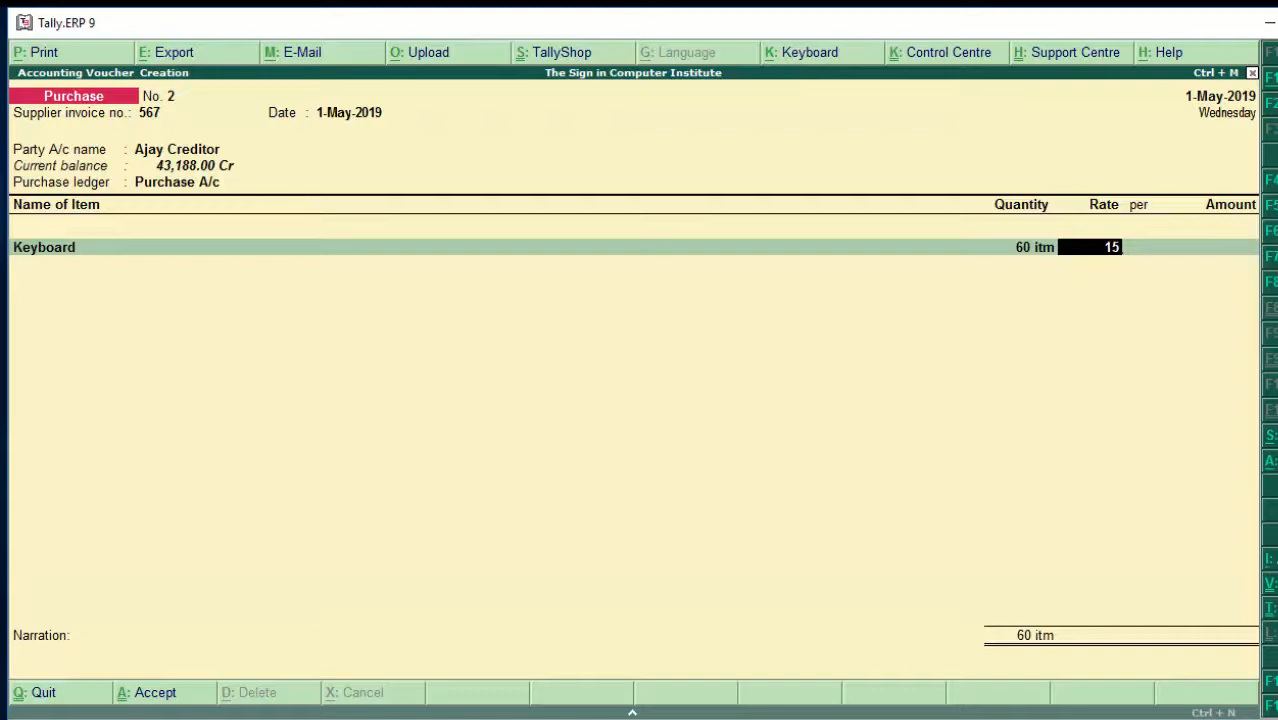 Tally.ERP 9
P: Print E: Export M: E-Mail O: Upload S: TallyShop G: Language K: Keyboard K: Control Centre H: Support Centre H: Help
Accounting Voucher Creation The Sign in Computer Institute Ctrl + M
Purchase No. 2 1-May-2019
Supplier invoice no.: 567 Date : 1-May-2019 Wednesday
Party A/c name : Ajay Creditor
Current balance : 43,188.00 Cr
Purchase ledger : Purchase A/c
Name of Item Quantity Rate per Amount
Keyboard 60 itm 15
Narration: 60 itm
Q: Quit A: Accept D: Delete X: Cancel
Ctrl + N